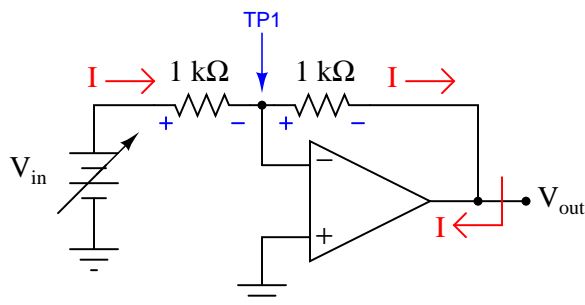 TP1
I 1 kΩ 1 kΩ I
+ − + −
−
V_in
+
I
V_out